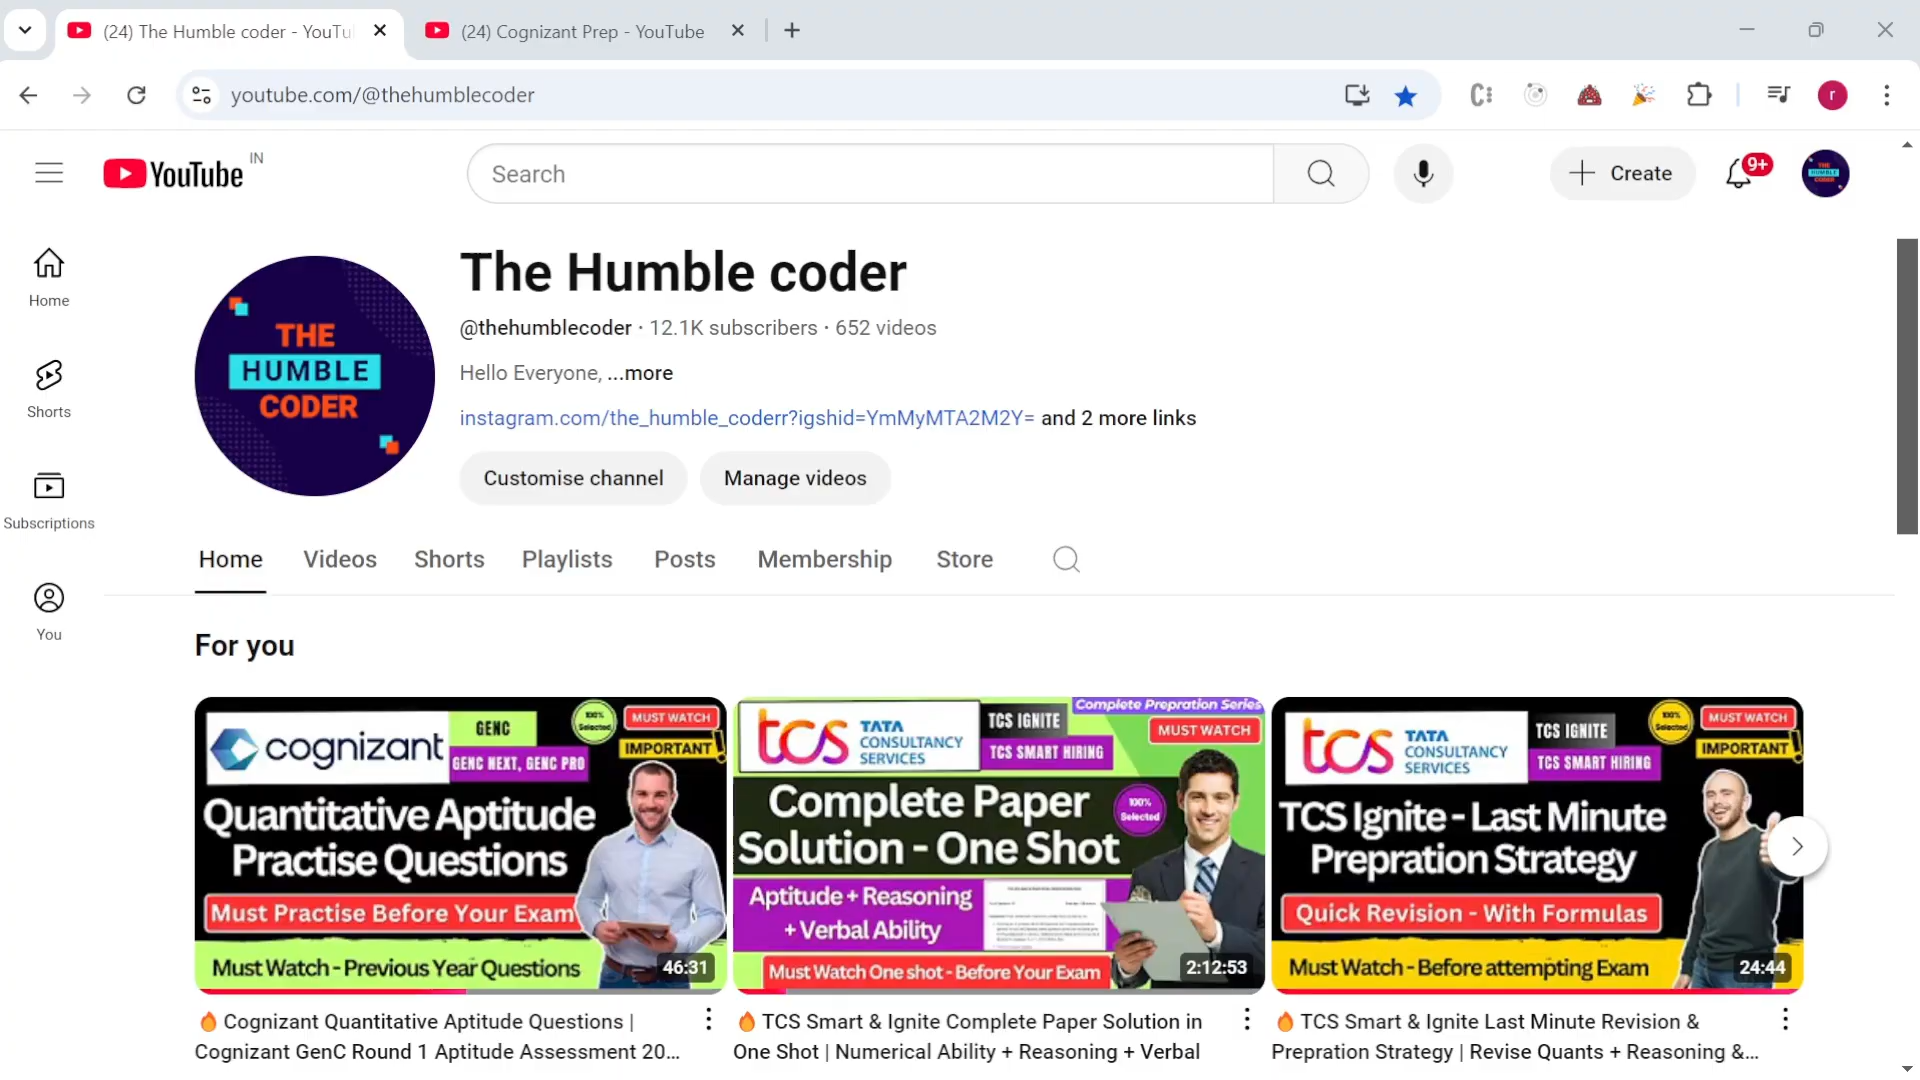 (24) The Humble coder - YouTu
(24) Cognizant Prep - YouTube
youtube.com/@thehumblecoder
r
YouTube IN
Search
Create
9+
THE
HUMBLE
CODER
Home
Shorts
Subscriptions
You
THE
HUMBLE
CODER
The Humble coder
@thehumblecoder · 12.1K subscribers · 652 videos
Hello Everyone, ...more
instagram.com/the_humble_coderr?igshid=YmMyMTA2M2Y= and 2 more links
Customise channel
Manage videos
Home Videos Shorts Playlists Posts Membership Store
For you
cognizant
GENC
GENC NEXT, GENC PRO
100%
Selected
MUST WATCH
IMPORTANT
Quantitative Aptitude
Practise Questions
Must Practise Before Your Exam
Must Watch - Previous Year Questions
46:31
🔥 Cognizant Quantitative Aptitude Questions |
Cognizant GenC Round 1 Aptitude Assessment 20...
Complete Prepration Series
tcs TATA
CONSULTANCY
SERVICES
TCS IGNITE
TCS SMART HIRING
MUST WATCH
Complete Paper
Solution - One Shot
100%
Selected
Aptitude + Reasoning
+ Verbal Ability
Must Watch One shot - Before Your Exam
2:12:53
🔥 TCS Smart & Ignite Complete Paper Solution in
One Shot | Numerical Ability + Reasoning + Verbal
tcs TATA
CONSULTANCY
SERVICES
TCS IGNITE
TCS SMART HIRING
100%
Selected
MUST WATCH
IMPORTANT
TCS Ignite - Last Minute
Prepration Strategy
Quick Revision - With Formulas
Must Watch - Before attempting Exam
24:44
🔥 TCS Smart & Ignite Last Minute Revision &
Prepration Strategy | Revise Quants + Reasoning &...